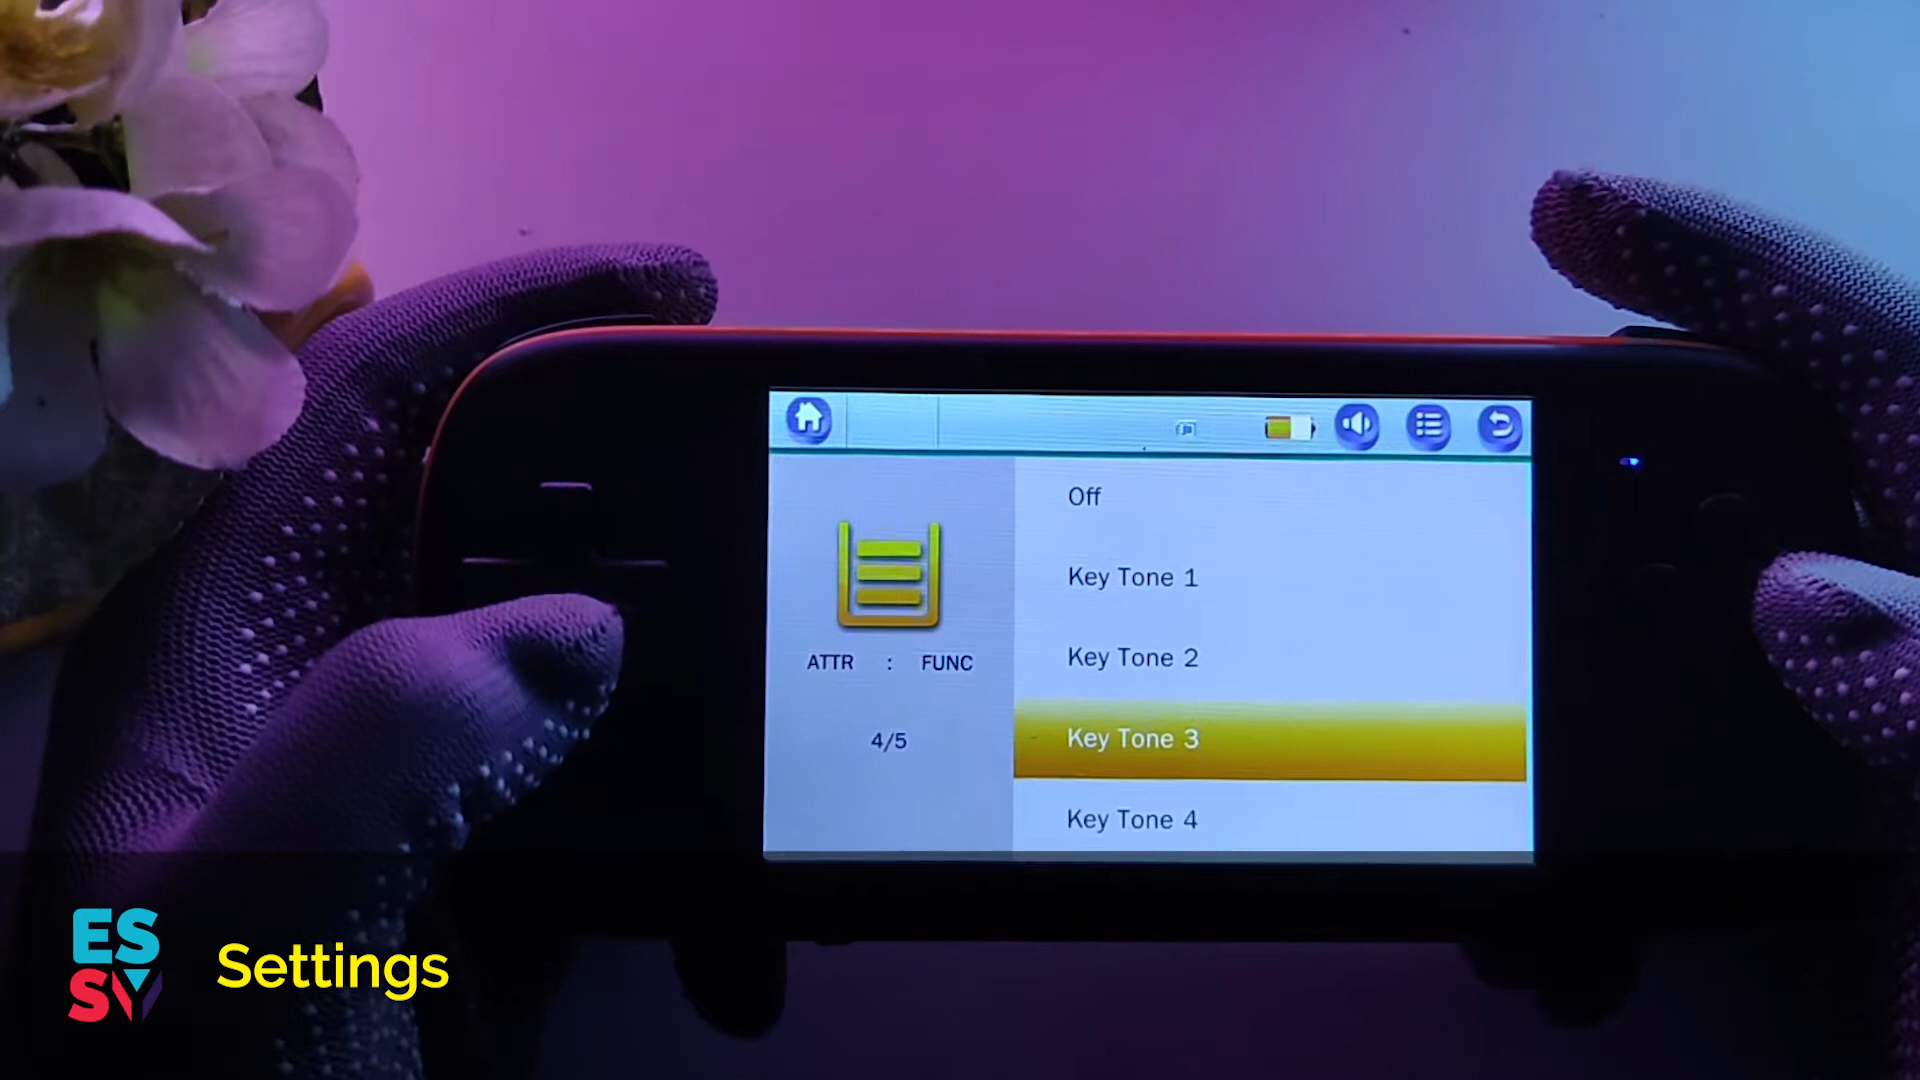 Off
Key Tone 1
Key Tone 2
ATTR : FUNC
Key Tone 3
4/5
Key Tone 4
ES
SY
Settings